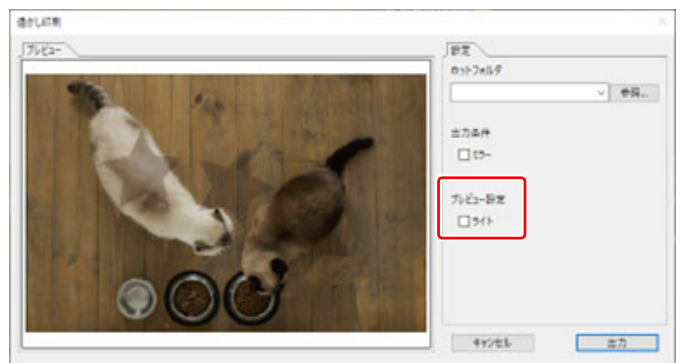 透かし印刷
プレビュー
設定
ホットフォルダ
参照...
出力条件
ミラー
プレビュー設定
ライト
キャンセル
出力